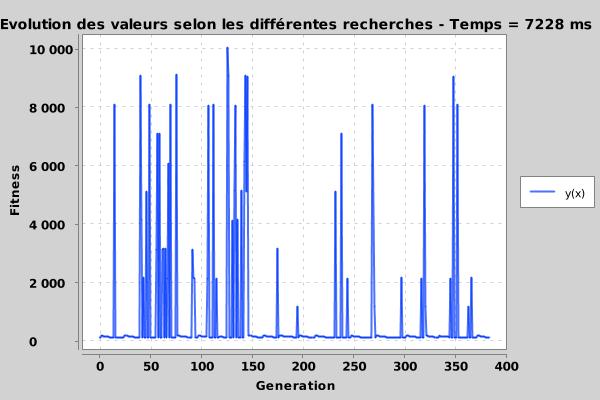 Evolution des valeurs selon les différentes recherches - Temps = 7228 ms
10 000
8 000
6 000
4 000
2 000
0
Fitness
y(x)
0 50 100 150 200 250 300 350 400
Generation